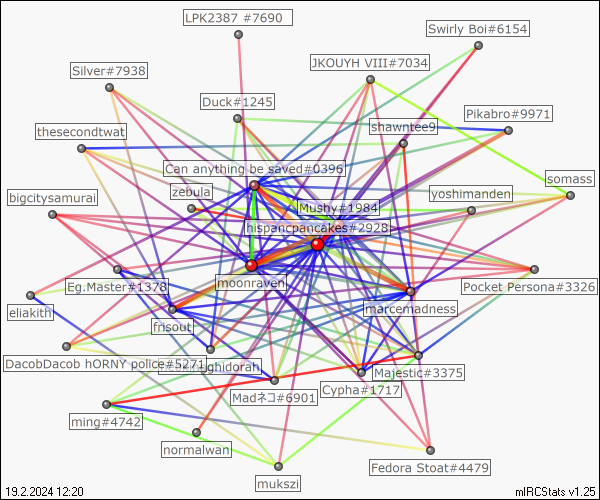 LPK2387 #7690
Swirly Boi#6154
JKOUYH VIII#7034
Silver#7938
Duck#1245
Pikabro#9971
shawntee9
thesecondtwat
Can anything be saved#0396
zebula
yoshimanden
somass
bigcitysamurai
Mushy#1984
hispancpancakes#2928
moonraven
Eg.Master#1378
Pocket Persona#3326
eliakith
frisout
marcemadness
DacobDacob hORNY police#5271
ghidorah
Majestic#3375
Madネコ#6901
Cypha#1717
ming#4742
normalwan
Fedora Stoat#4479
mukszi
19.2.2024 12:20
mIRCStats v1.25